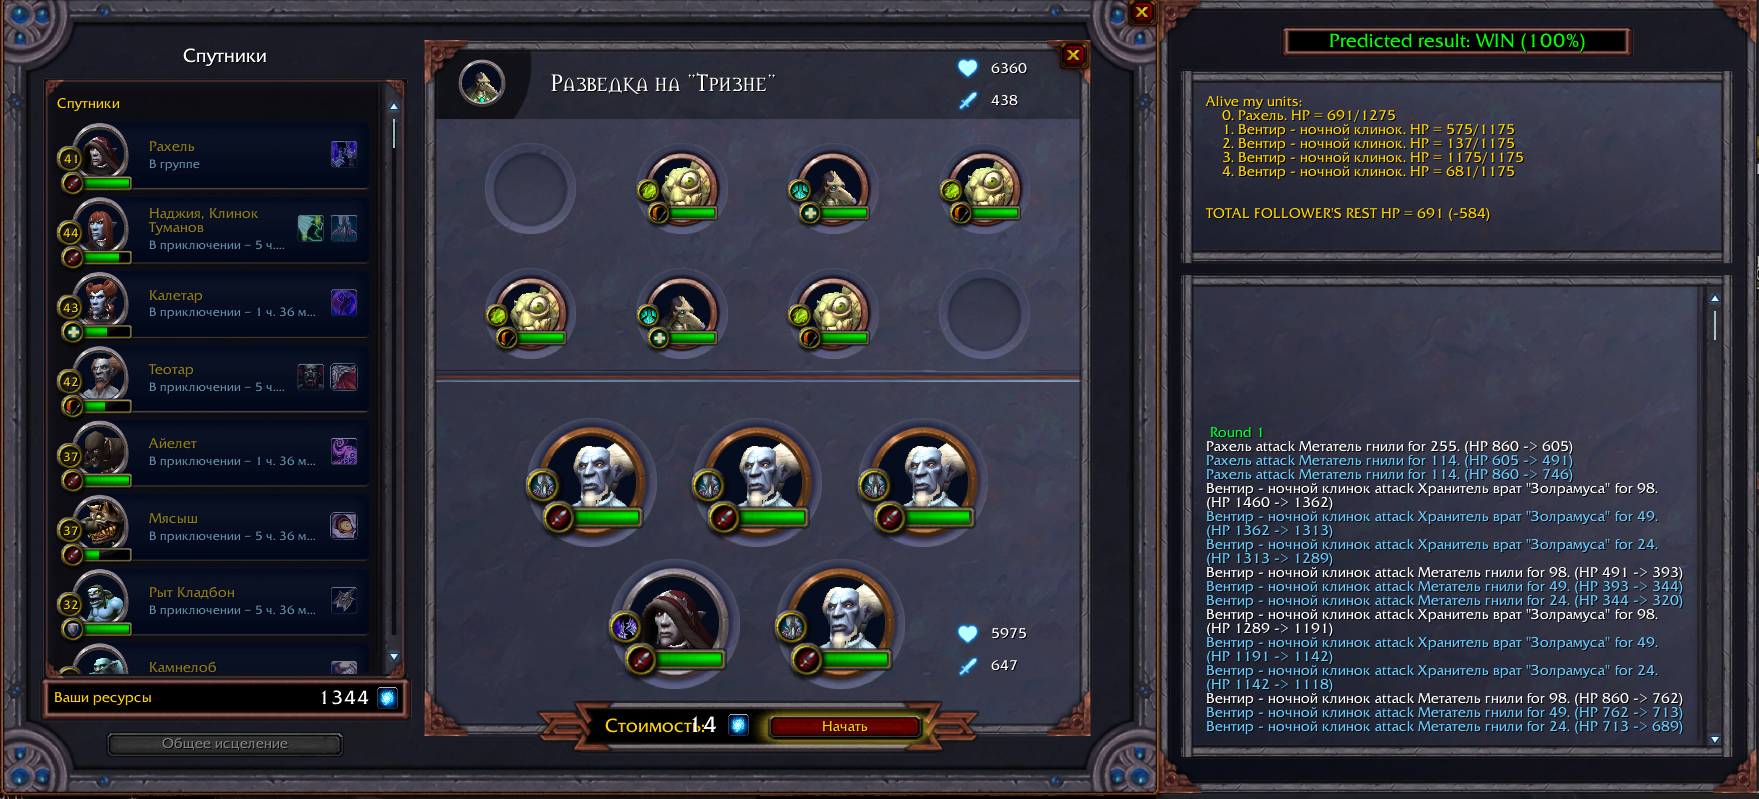 Спутники
Спутники
41
Рахель
В группе
44
Наджия, Клинок
Туманов
В приключении – 5 ч....
43
Калетар
В приключении – 1 ч. 36 м...
42
Теотар
В приключении – 5 ч....
37
Айелет
В приключении – 1 ч. 36 м...
37
Мясыш
В приключении – 5 ч. 36 м...
32
Рыт Кладбон
В приключении – 5 ч. 36 м...
Камнелоб
Ваши ресурсы
1344
Общее исцеление
Разведка на "Тризне"
6360
438
5975
647
Стоимость:
14
Начать
Predicted result: WIN (100%)
Alive my units:
0. Рахель. HP = 691/1275
1. Вентир - ночной клинок. HP = 575/1175
2. Вентир - ночной клинок. HP = 137/1175
3. Вентир - ночной клинок. HP = 1175/1175
4. Вентир - ночной клинок. HP = 681/1175
TOTAL FOLLOWER'S REST HP = 691 (-584)
Round 1
Рахель attack Метатель гнили for 255. (HP 860 -> 605)
Рахель attack Метатель гнили for 114. (HP 605 -> 491)
Рахель attack Метатель гнили for 114. (HP 860 -> 746)
Вентир - ночной клинок attack Хранитель врат "Золрамуса" for 98.
(HP 1460 -> 1362)
Вентир - ночной клинок attack Хранитель врат "Золрамуса" for 49.
(HP 1362 -> 1313)
Вентир - ночной клинок attack Хранитель врат "Золрамуса" for 24.
(HP 1313 -> 1289)
Вентир - ночной клинок attack Метатель гнили for 98. (HP 491 -> 393)
Вентир - ночной клинок attack Метатель гнили for 49. (HP 393 -> 344)
Вентир - ночной клинок attack Метатель гнили for 24. (HP 344 -> 320)
Вентир - ночной клинок attack Хранитель врат "Золрамуса" for 98.
(HP 1289 -> 1191)
Вентир - ночной клинок attack Хранитель врат "Золрамуса" for 49.
(HP 1191 -> 1142)
Вентир - ночной клинок attack Хранитель врат "Золрамуса" for 24.
(HP 1142 -> 1118)
Вентир - ночной клинок attack Метатель гнили for 98. (HP 860 -> 762)
Вентир - ночной клинок attack Метатель гнили for 49. (HP 762 -> 713)
Вентир - ночной клинок attack Метатель гнили for 24. (HP 713 -> 689)